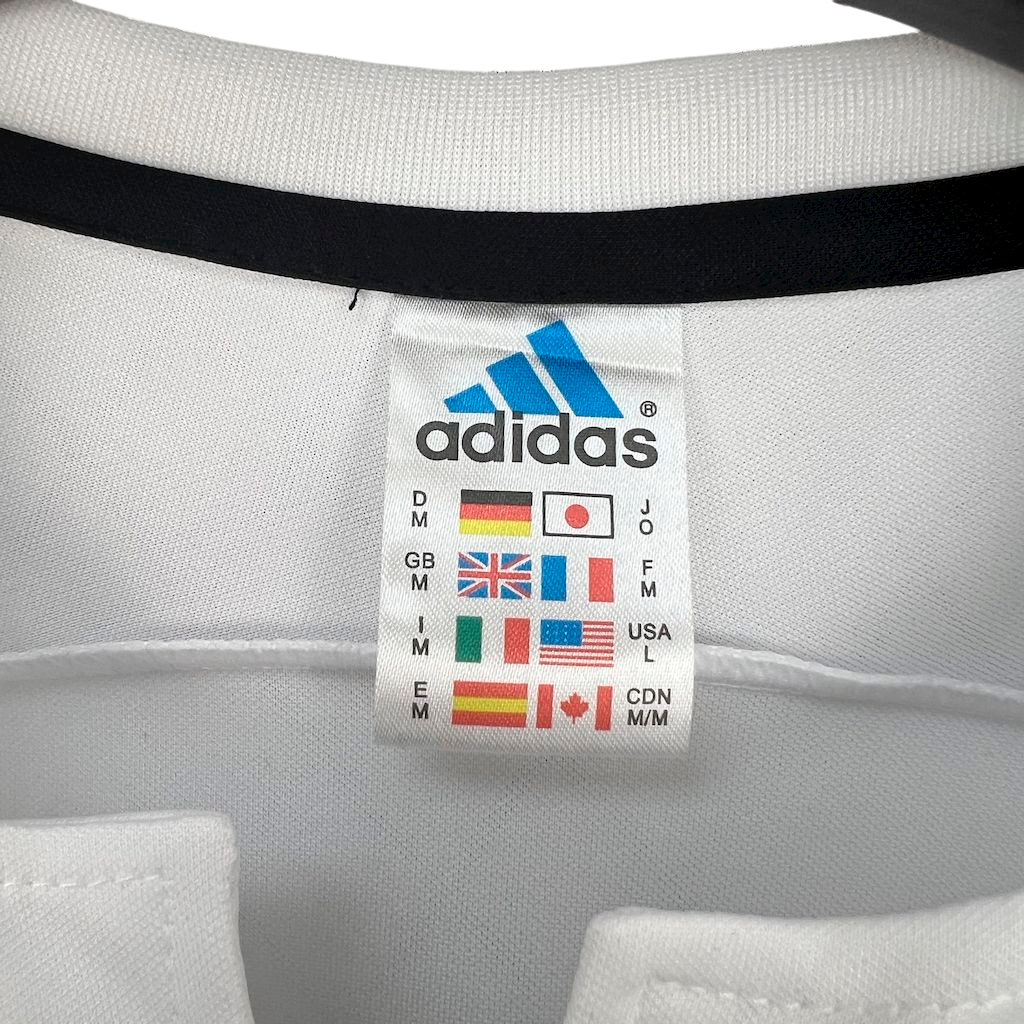 adidas ®
D M
J O
GB M
F M
I M
USA L
E M
CDN M/M